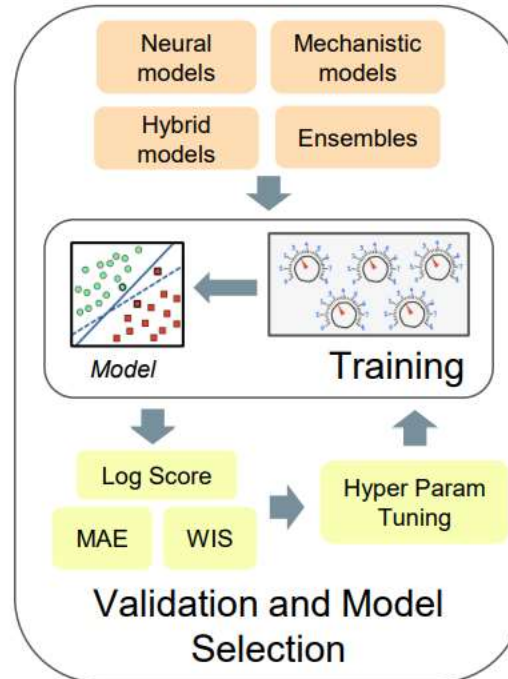 Neural
models
Mechanistic
models
Hybrid
models
Ensembles
Model
Training
Log Score
MAE
WIS
Hyper Param
Tuning
Validation and Model
Selection